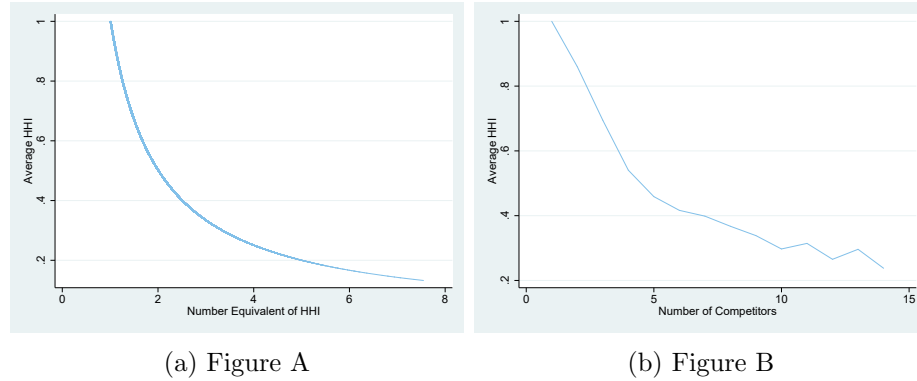 Average HHI
1
.8
.6
.4
.2
0 2 4 6 8
Number Equivalent of HHI
(a) Figure A
Average HHI
1
.8
.6
.4
.2
0 5 10 15
Number of Competitors
(b) Figure B